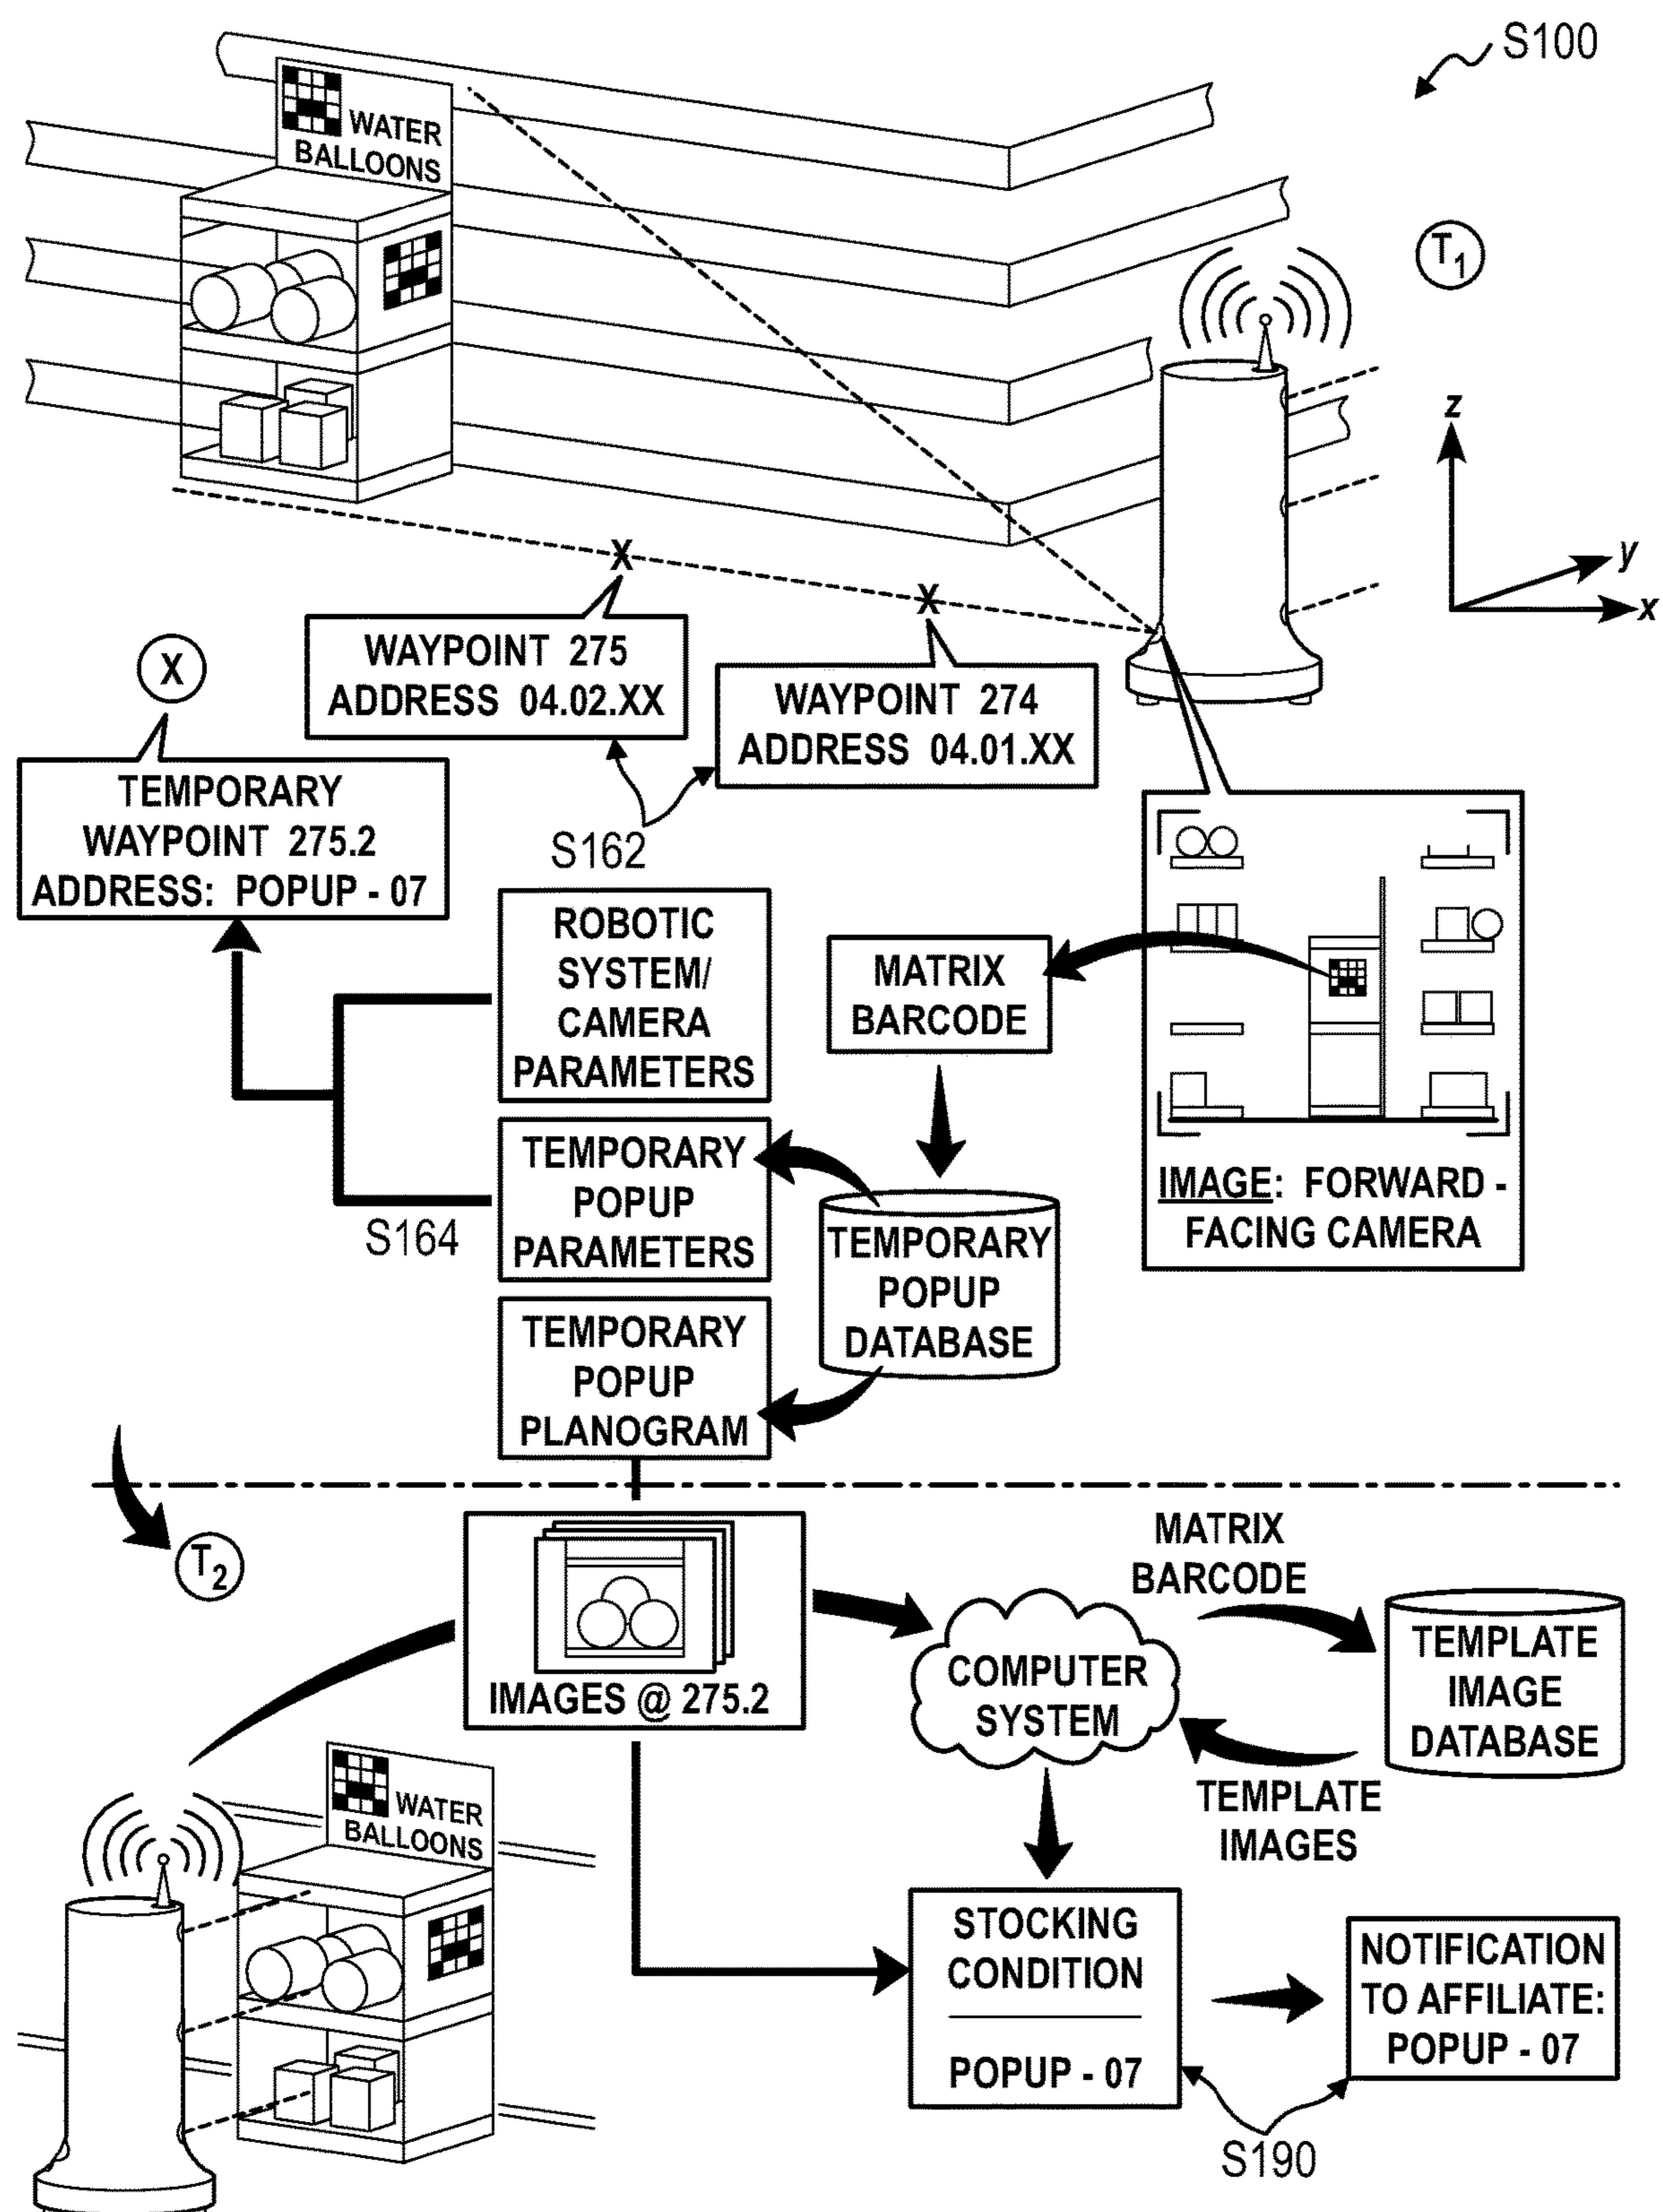 S100
WATER
BALLOONS
T1
z
y
x
WAYPOINT 275
ADDRESS 04.02.XX
X
X
WAYPOINT 274
ADDRESS 04.01.XX
X
TEMPORARY
WAYPOINT 275.2
ADDRESS: POPUP - 07
S162
ROBOTIC
SYSTEM/
CAMERA
PARAMETERS
MATRIX
BARCODE
IMAGE: FORWARD -
FACING CAMERA
TEMPORARY
POPUP
PARAMETERS
S164
TEMPORARY
POPUP
DATABASE
TEMPORARY
POPUP
PLANOGRAM
T2
IMAGES @ 275.2
MATRIX
BARCODE
COMPUTER
SYSTEM
TEMPLATE
IMAGE
DATABASE
TEMPLATE
IMAGES
WATER
BALLOONS
STOCKING
CONDITION
POPUP - 07
NOTIFICATION
TO AFFILIATE:
POPUP - 07
S190